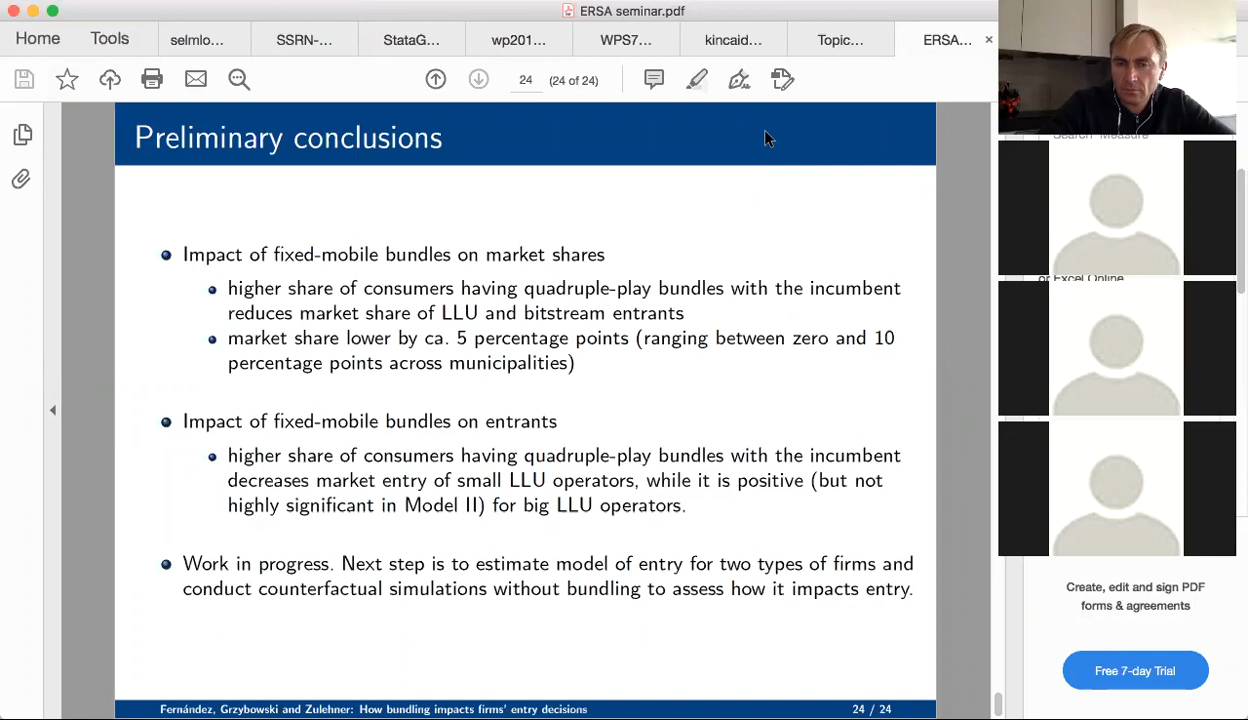 ERSA seminar.pdf
Home Tools selmlo... SSRN-... StataG... wp201... WPS7... kincaid... Topic... ERSA... ×
24 (24 of 24)
Preliminary conclusions
Impact of fixed-mobile bundles on market shares
higher share of consumers having quadruple-play bundles with the incumbent
reduces market share of LLU and bitstream entrants
market share lower by ca. 5 percentage points (ranging between zero and 10
percentage points across municipalities)
Impact of fixed-mobile bundles on entrants
higher share of consumers having quadruple-play bundles with the incumbent
decreases market entry of small LLU operators, while it is positive (but not
highly significant in Model II) for big LLU operators.
Work in progress. Next step is to estimate model of entry for two types of firms and
conduct counterfactual simulations without bundling to assess how it impacts entry.
Fernández, Grzybowski and Zulehner: How bundling impacts firms' entry decisions
24 / 24
Search 'Measure'
or Excel Online
Create, edit and sign PDF
forms & agreements
Free 7-day Trial